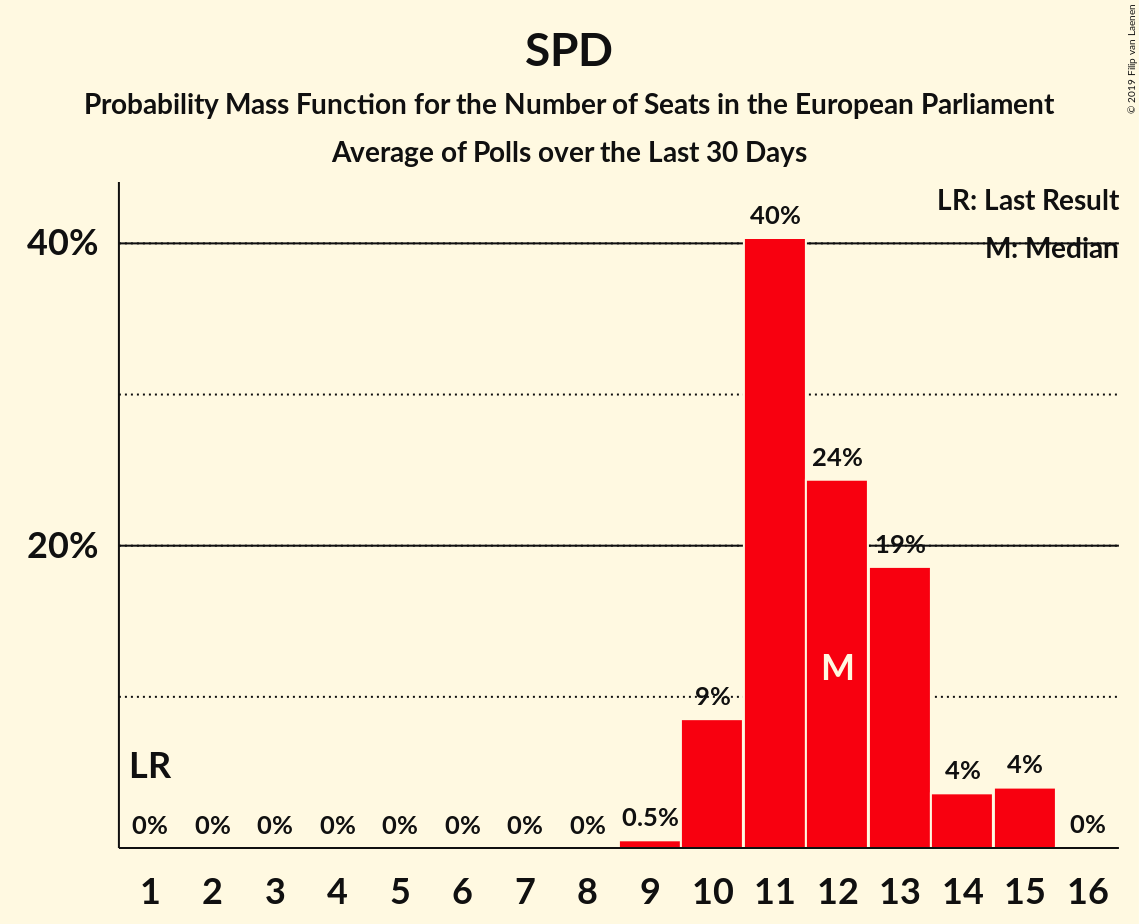 SPD
Probability Mass Function for the Number of Seats in the European Parliament
Average of Polls over the Last 30 Days
© 2019 Filip van Laenen
LR: Last Result
M: Median
40%
20%
40%
24%
19%
M
9%
LR
0% 0% 0% 0% 0% 0% 0% 0% 0.5% 4% 4% 0%
1 2 3 4 5 6 7 8 9 10 11 12 13 14 15 16